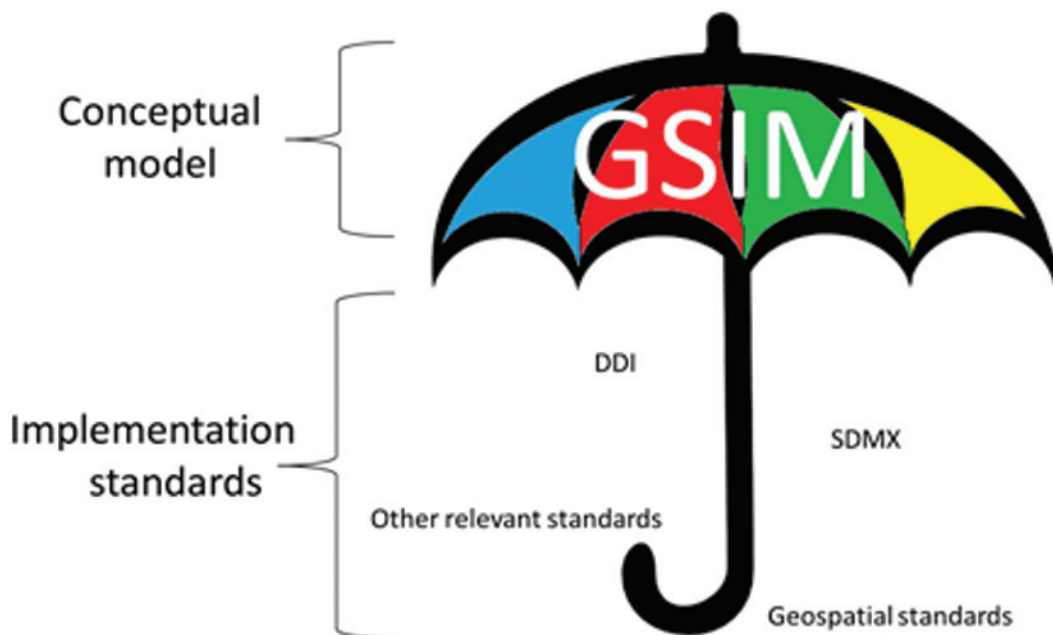 Conceptual
model
GSIM
Implementation
standards
DDI
SDMX
Other relevant standards
Geospatial standards